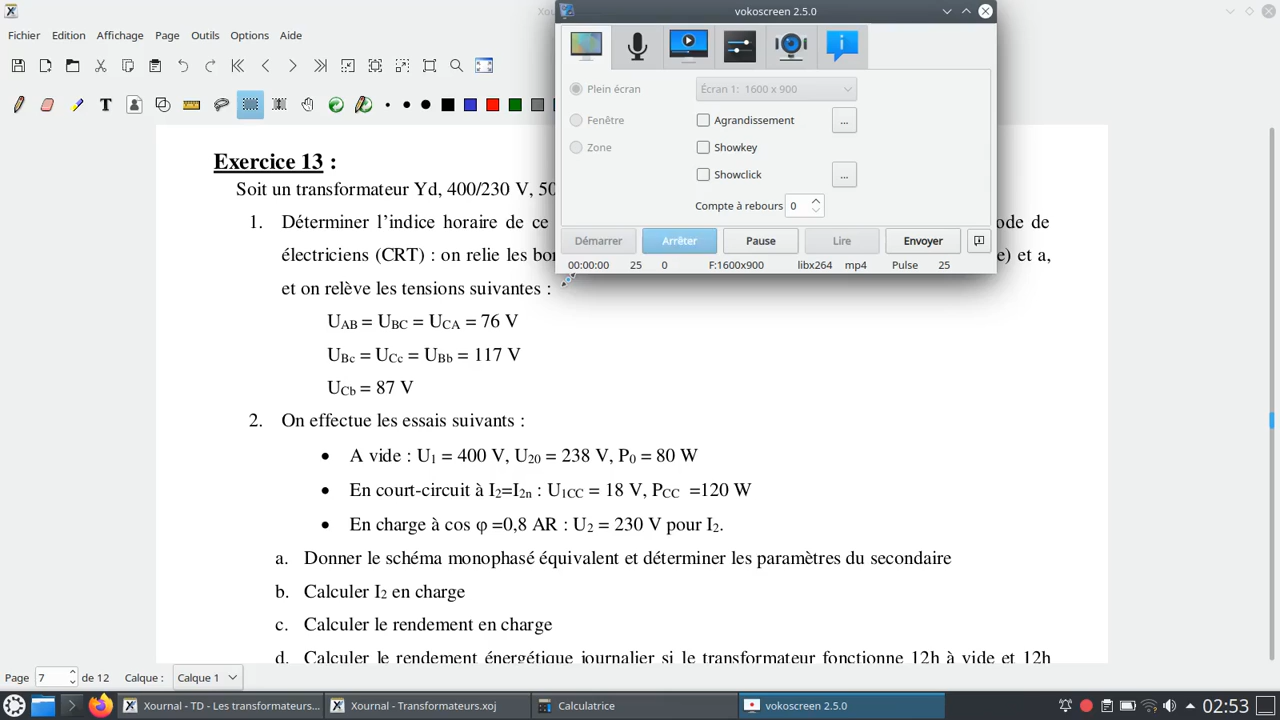 Xou
vokoscreen 2.5.0
Fichier Edition Affichage Page Outils Options Aide
Plein écran
Écran 1: 1600 x 900
Fenêtre
Agrandissement
...
Zone
Showkey
Showclick
...
Compte à rebours 0
Démarrer Arrêter Pause Lire Envoyer
00:00:00 25 0 F:1600x900 libx264 mp4 Pulse 25
Exercice 13 :
Soit un transformateur Yd, 400/230 V, 50
1. Déterminer l'indice horaire de ce ode de
électriciens (CRT) : on relie les bor e) et a,
et on relève les tensions suivantes :
UAB = UBC = UCA = 76 V
UBc = UCc = UBb = 117 V
UCb = 87 V
2. On effectue les essais suivants :
• A vide : U1 = 400 V, U20 = 238 V, P0 = 80 W
• En court-circuit à I2=I2n : U1CC = 18 V, PCC =120 W
• En charge à cos φ =0,8 AR : U2 = 230 V pour I2.
a. Donner le schéma monophasé équivalent et déterminer les paramètres du secondaire
b. Calculer I2 en charge
c. Calculer le rendement en charge
d. Calculer le rendement énergétique journalier si le transformateur fonctionne 12h à vide et 12h
Page 7 de 12 Calque : Calque 1
Xournal - TD - Les transformateurs... Xournal - Transformateurs.xoj Calculatrice vokoscreen 2.5.0 02:53